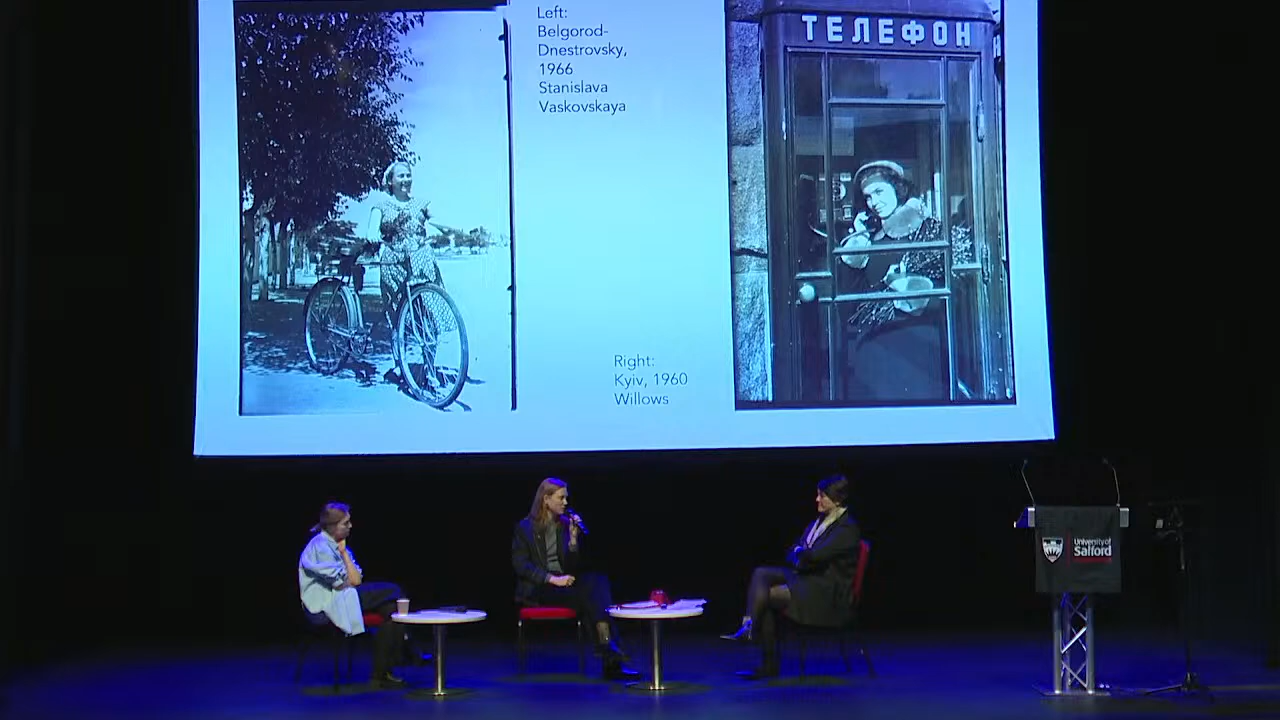 Left:
Belgorod-
Dnestrovsky,
1966
Stanislava
Vaskovskaya
ТЕЛЕФОН
Right:
Kyiv, 1960
Willows
University of
Salford